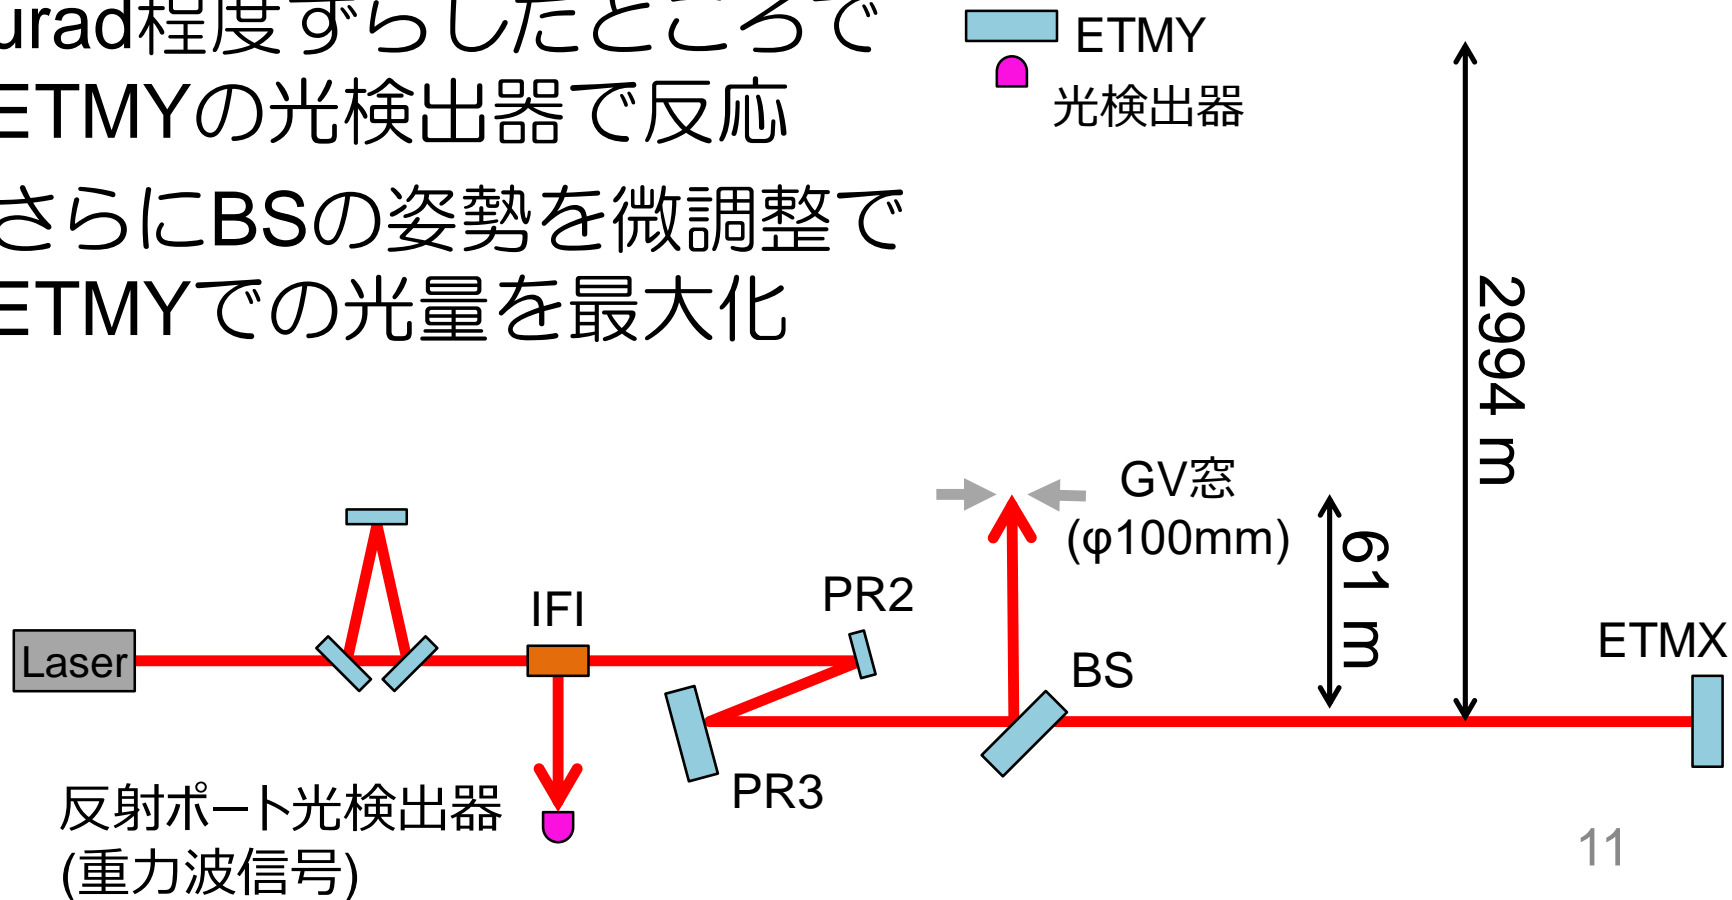 urad程度ずらしたところで
ETMYの光検出器で反応
さらにBSの姿勢を微調整で
ETMYでの光量を最大化
ETMY
光検出器
2994 m
GV窓
(φ100mm)
61 m
PR2
IFI
Laser
BS
ETMX
PR3
反射ポート光検出器
(重力波信号)
11